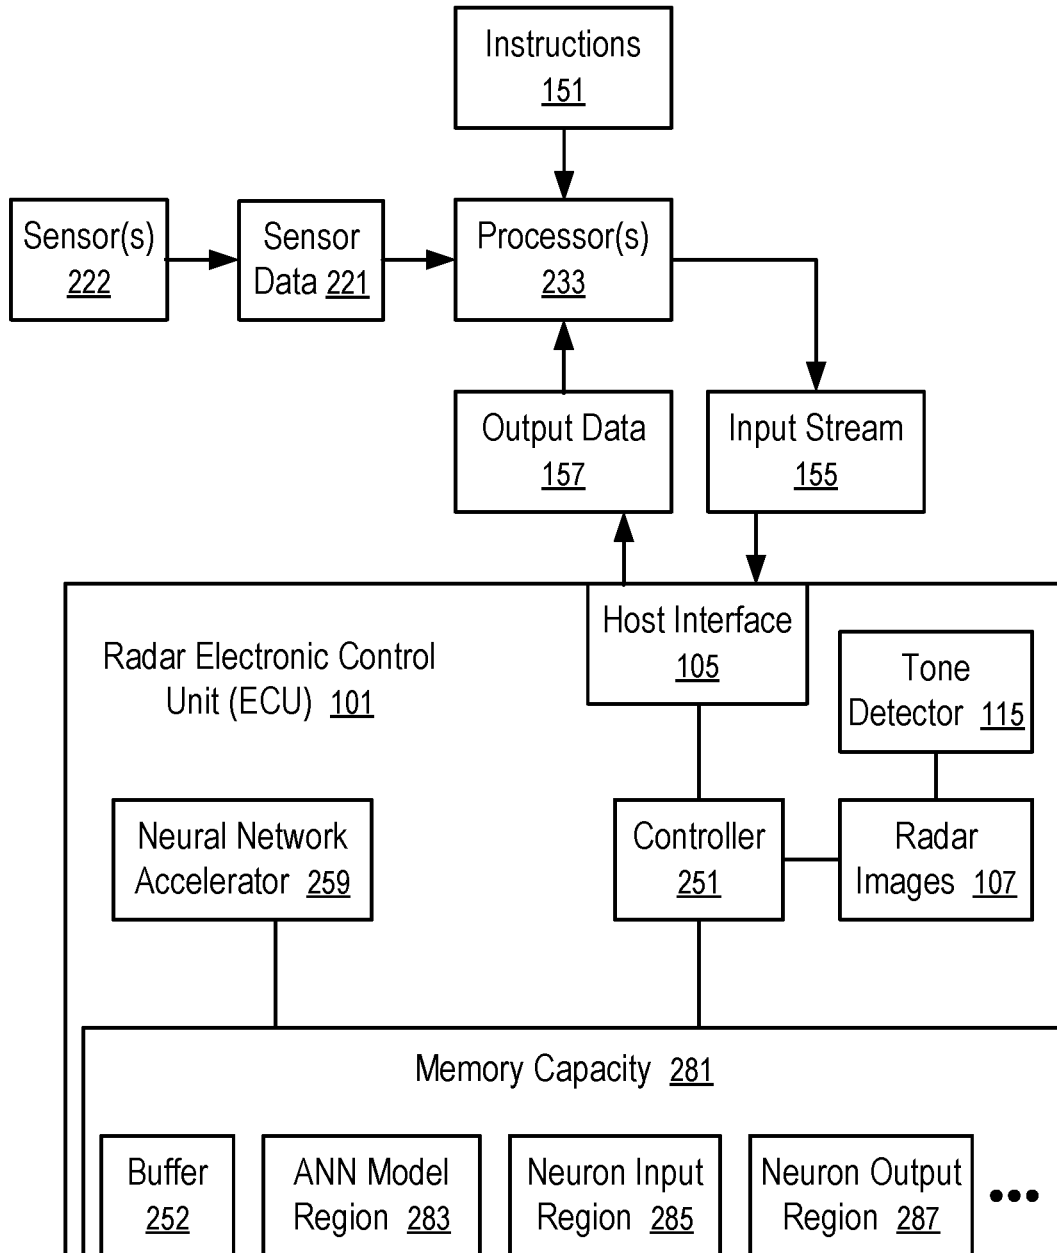 Instructions
151
Sensor(s)
222
Sensor
Data 221
Processor(s)
233
Output Data
157
Input Stream
155
Host Interface
105
Radar Electronic Control
Unit (ECU) 101
Tone
Detector 115
Neural Network
Accelerator 259
Controller
251
Radar
Images 107
Memory Capacity 281
Buffer
252
ANN Model
Region 283
Neuron Input
Region 285
Neuron Output
Region 287
•••